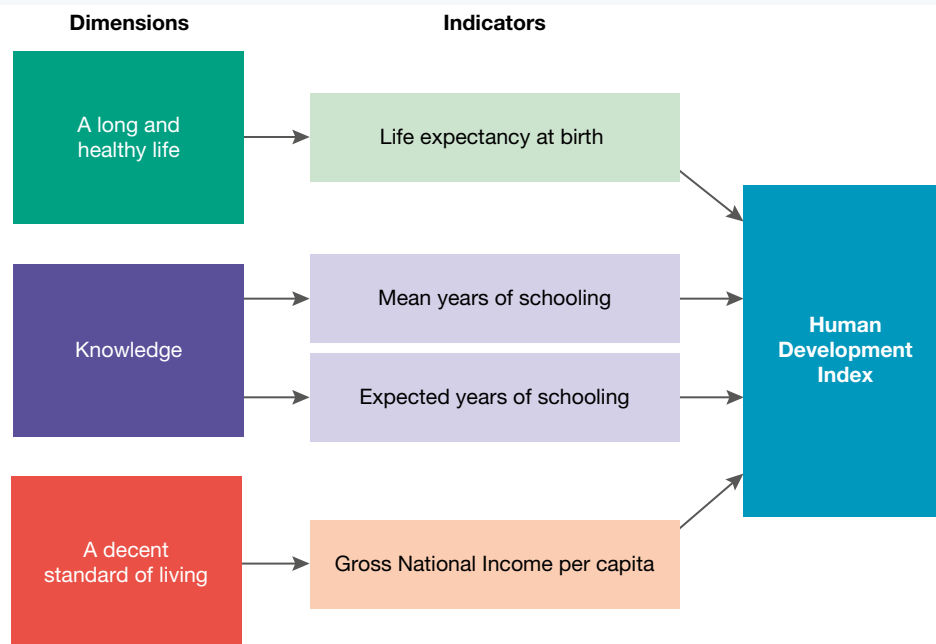 Dimensions
Indicators
A long and
healthy life
Life expectancy at birth
Knowledge
Mean years of schooling
Expected years of schooling
A decent
standard of living
Gross National Income per capita
Human
Development
Index